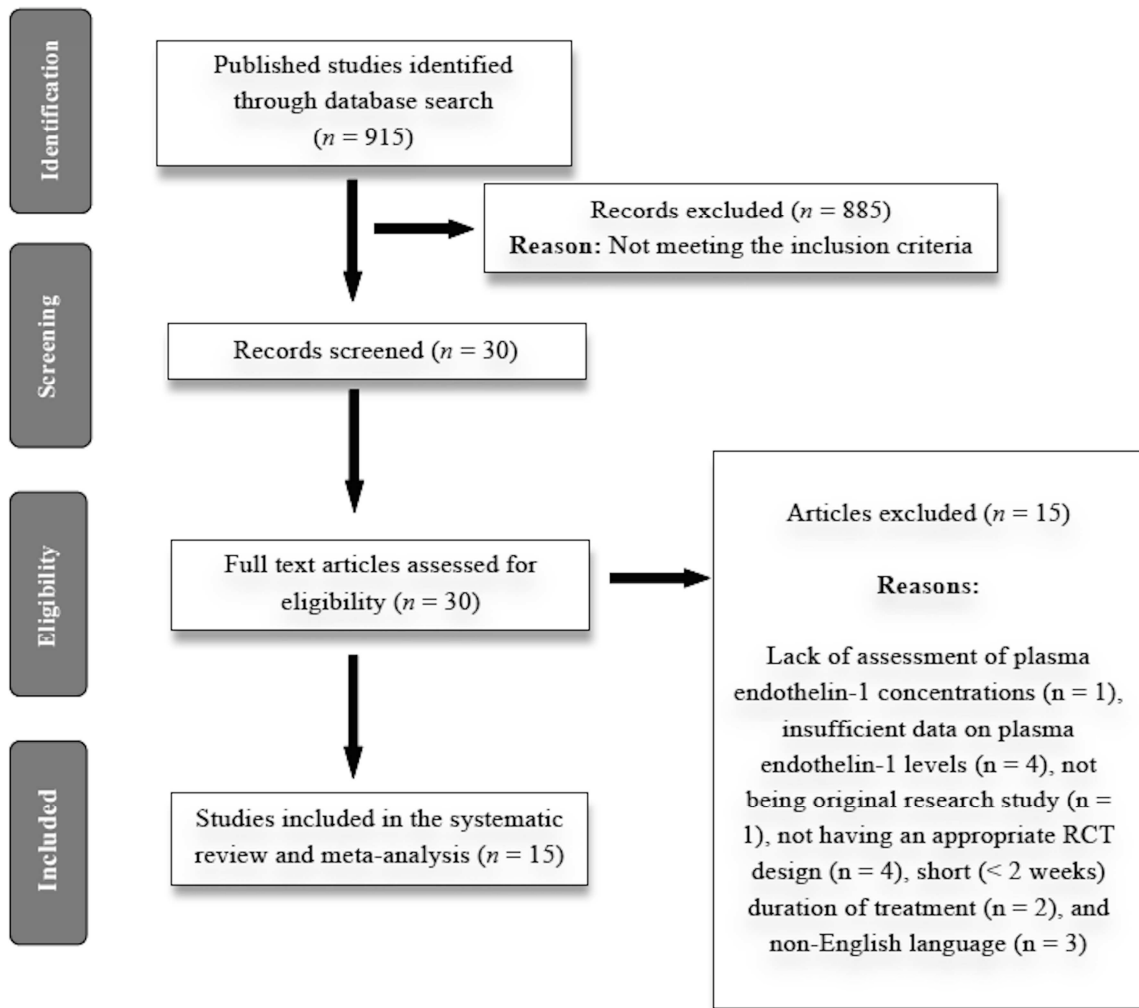 Identification
Published studies identified
through database search
(n = 915)
Records excluded (n = 885)
Reason: Not meeting the inclusion criteria
Screening
Records screened (n = 30)
Eligibility
Full text articles assessed for
eligibility (n = 30)
Articles excluded (n = 15)
Reasons:
Lack of assessment of plasma
endothelin-1 concentrations (n = 1),
insufficient data on plasma
endothelin-1 levels (n = 4), not
being original research study (n =
1), not having an appropriate RCT
design (n = 4), short (< 2 weeks)
duration of treatment (n = 2), and
non-English language (n = 3)
Included
Studies included in the systematic
review and meta-analysis (n = 15)